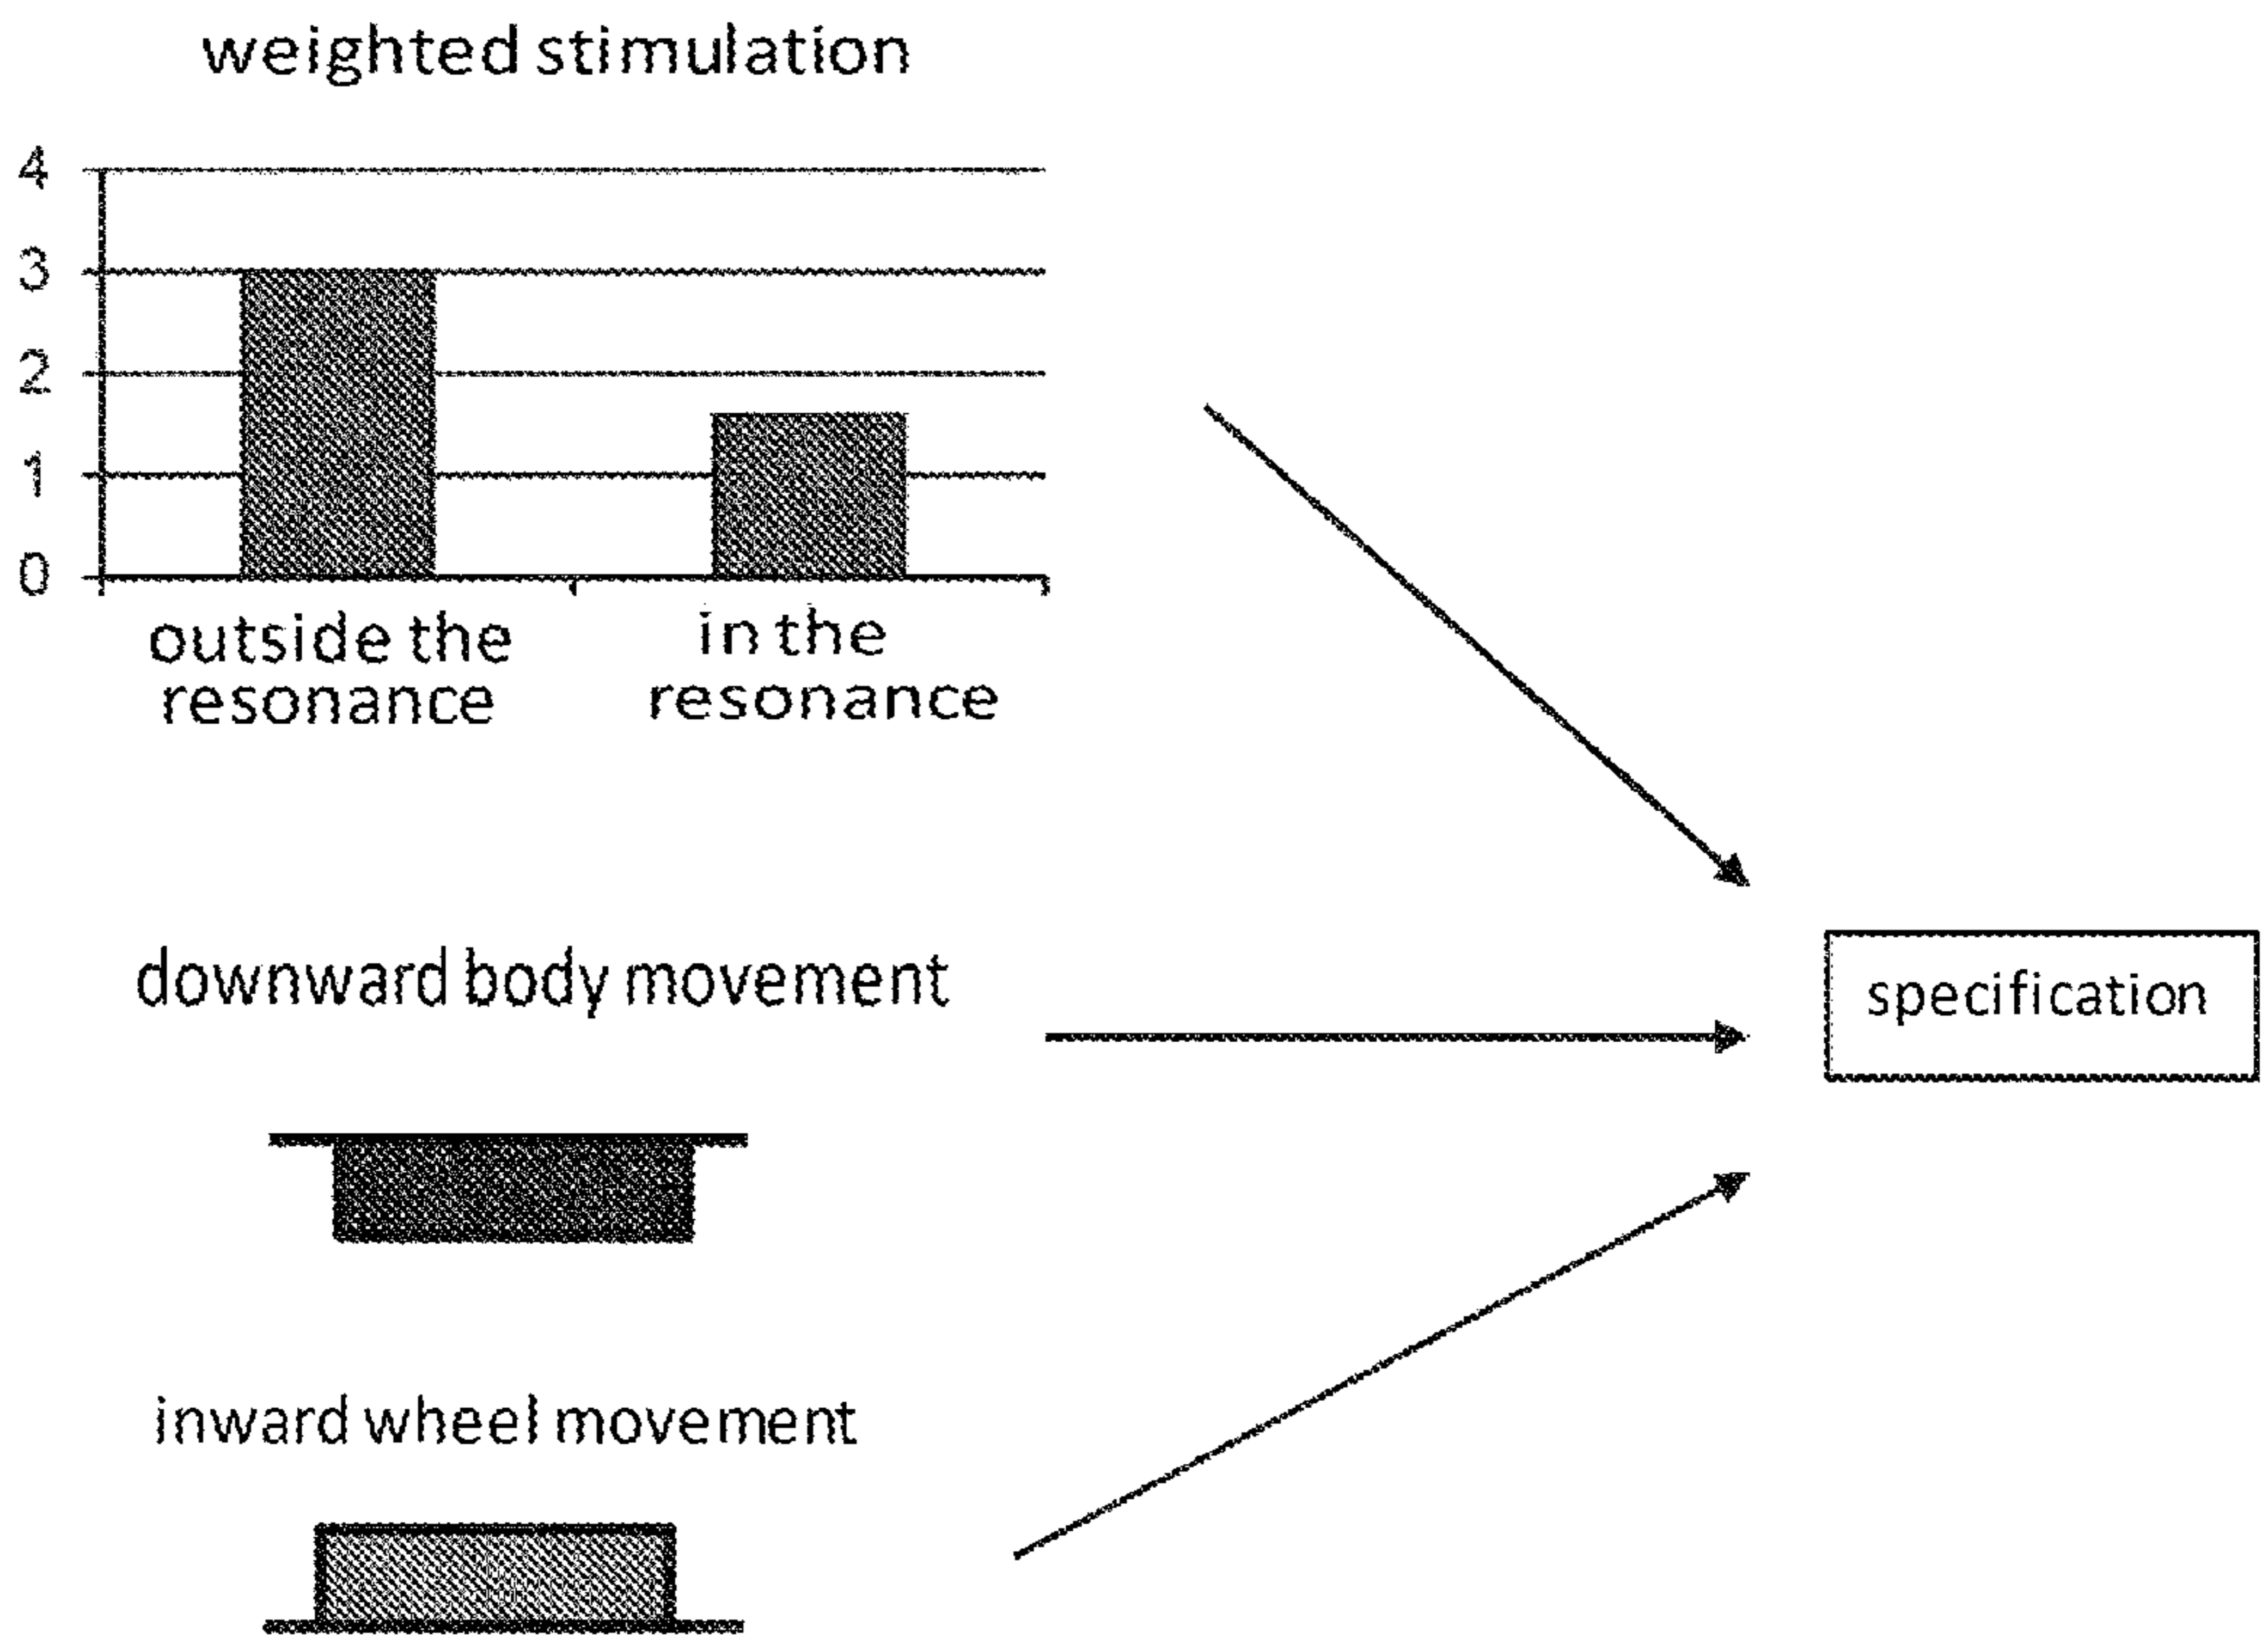 weighted stimulation
4
3
2
1
0
outside the
resonance
in the
resonance
downward body movement
specification
inward wheel movement